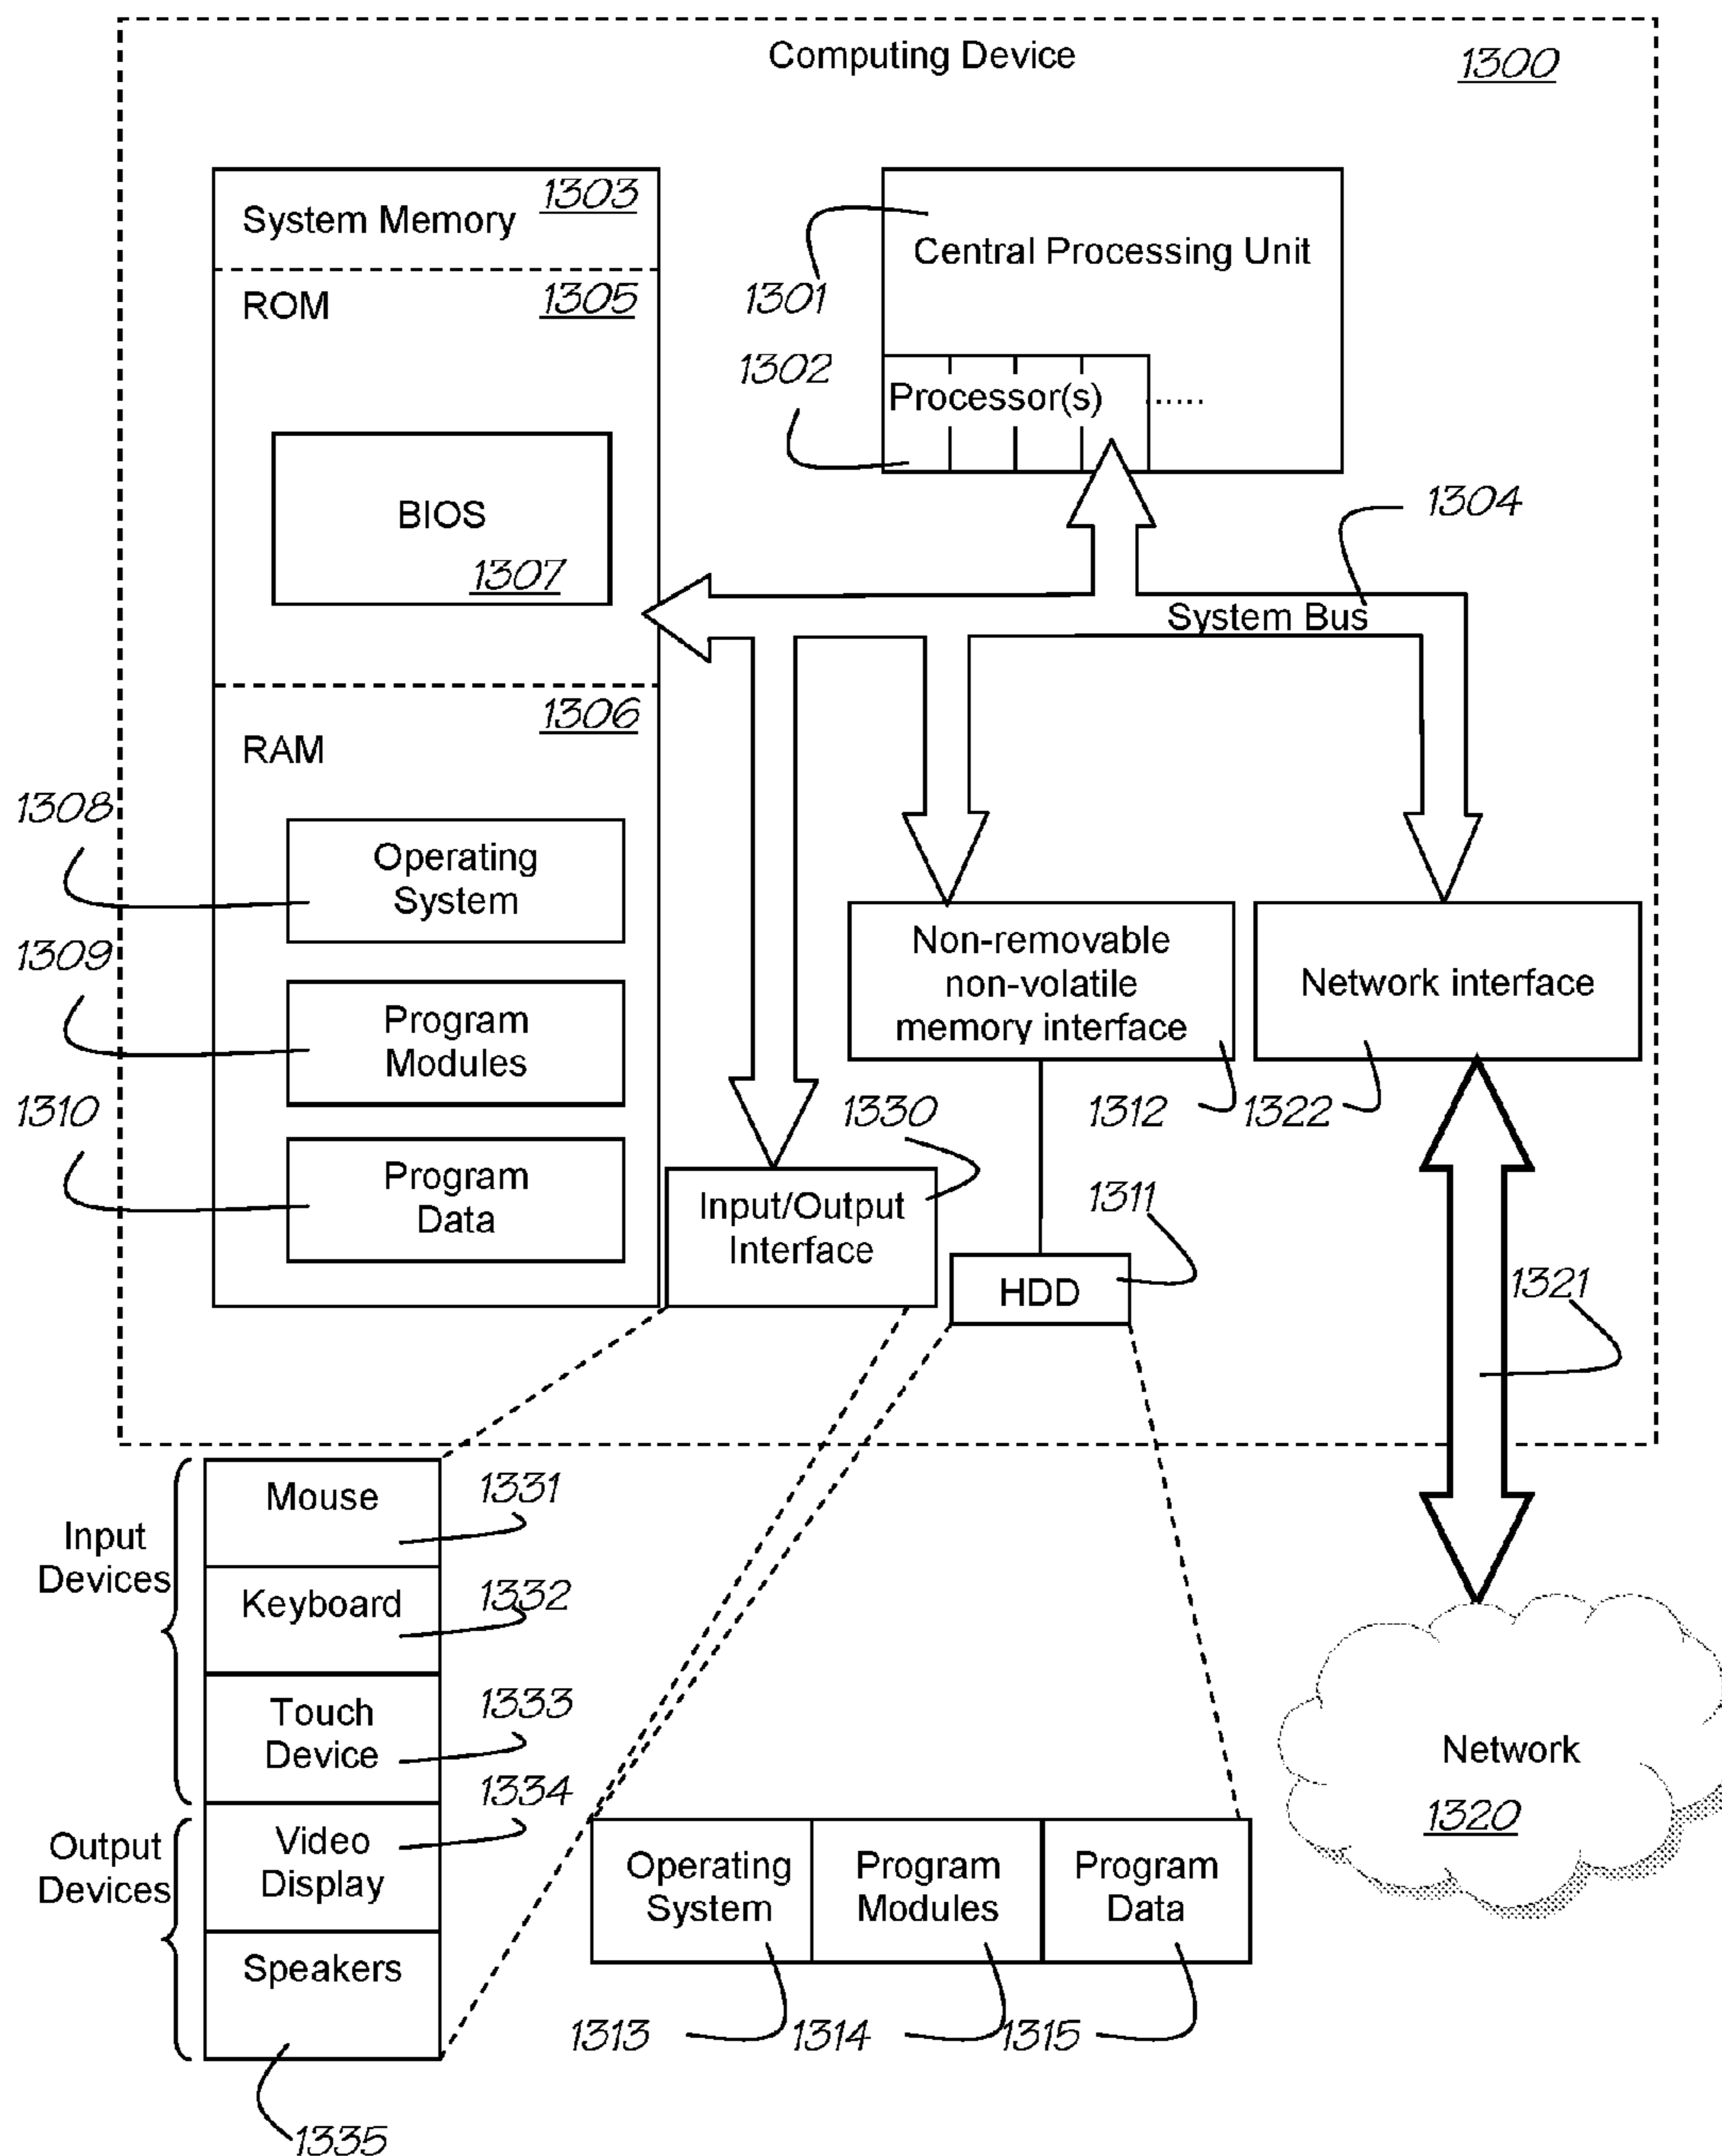 Computing Device
1300
System Memory
1303
ROM
1305
BIOS
1307
RAM
1306
1308
Operating
System
1309
Program
Modules
1310
Program
Data
1301
Central Processing Unit
1302
Processor(s)
......
1304
System Bus
Non-removable
non-volatile
memory interface
1312
Network interface
1322
1330
Input/Output
Interface
1311
HDD
1321
Input
Devices
Mouse
1331
Keyboard
1332
Touch
Device
1333
Output
Devices
Video
Display
1334
Speakers
1335
Operating
System
1313
Program
Modules
1314
Program
Data
1315
Network
1320